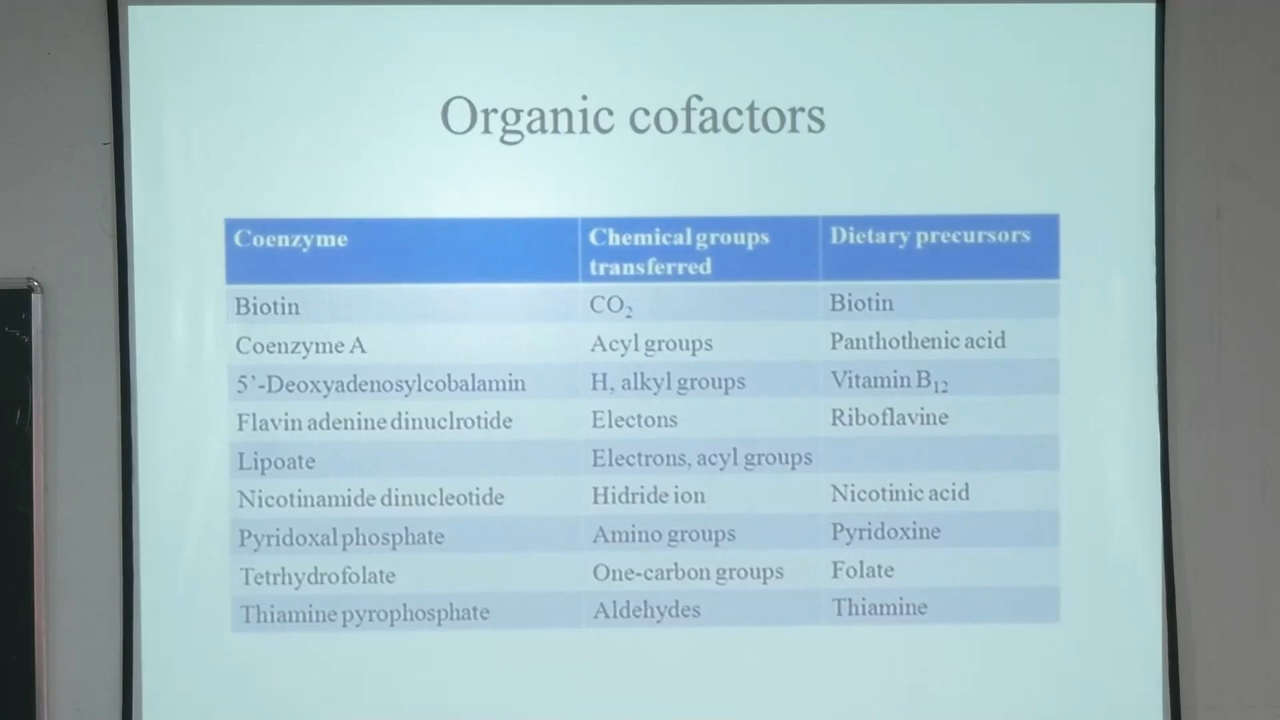 Organic cofactors
Coenzyme Chemical groups transferred Dietary precursors
Biotin CO₂ Biotin
Coenzyme A Acyl groups Panthothenic acid
5’-Deoxyadenosylcobalamin H, alkyl groups Vitamin B₁₂
Flavin adenine dinuclrotide Electons Riboflavine
Lipoate Electrons, acyl groups
Nicotinamide dinucleotide Hidride ion Nicotinic acid
Pyridoxal phosphate Amino groups Pyridoxine
Tetrhydrofolate One-carbon groups Folate
Thiamine pyrophosphate Aldehydes Thiamine